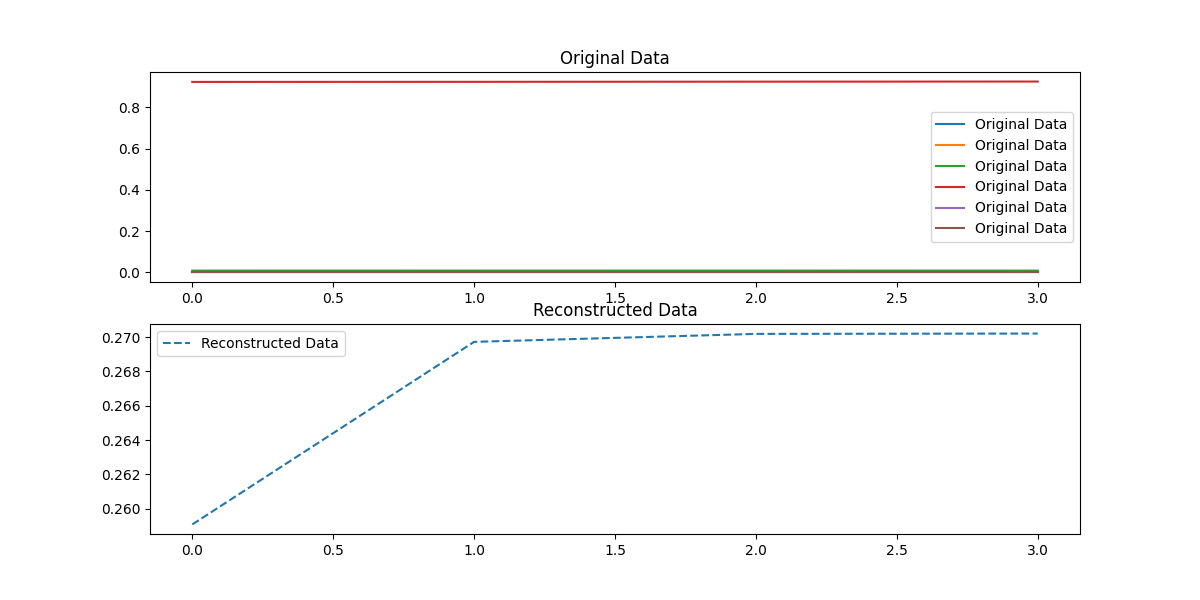 Original Data
0.8
0.6
0.4
0.2
0.0
Original Data
Original Data
Original Data
Original Data
Original Data
Original Data
0.0 0.5 1.0 1.5 2.0 2.5 3.0
Reconstructed Data
0.270
0.268
0.266
0.264
0.262
0.260
Reconstructed Data
0.0 0.5 1.0 1.5 2.0 2.5 3.0